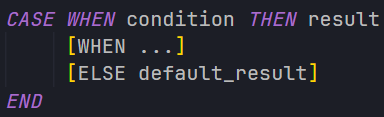 CASE WHEN condition THEN result
[WHEN ...]
[ELSE default_result]
END